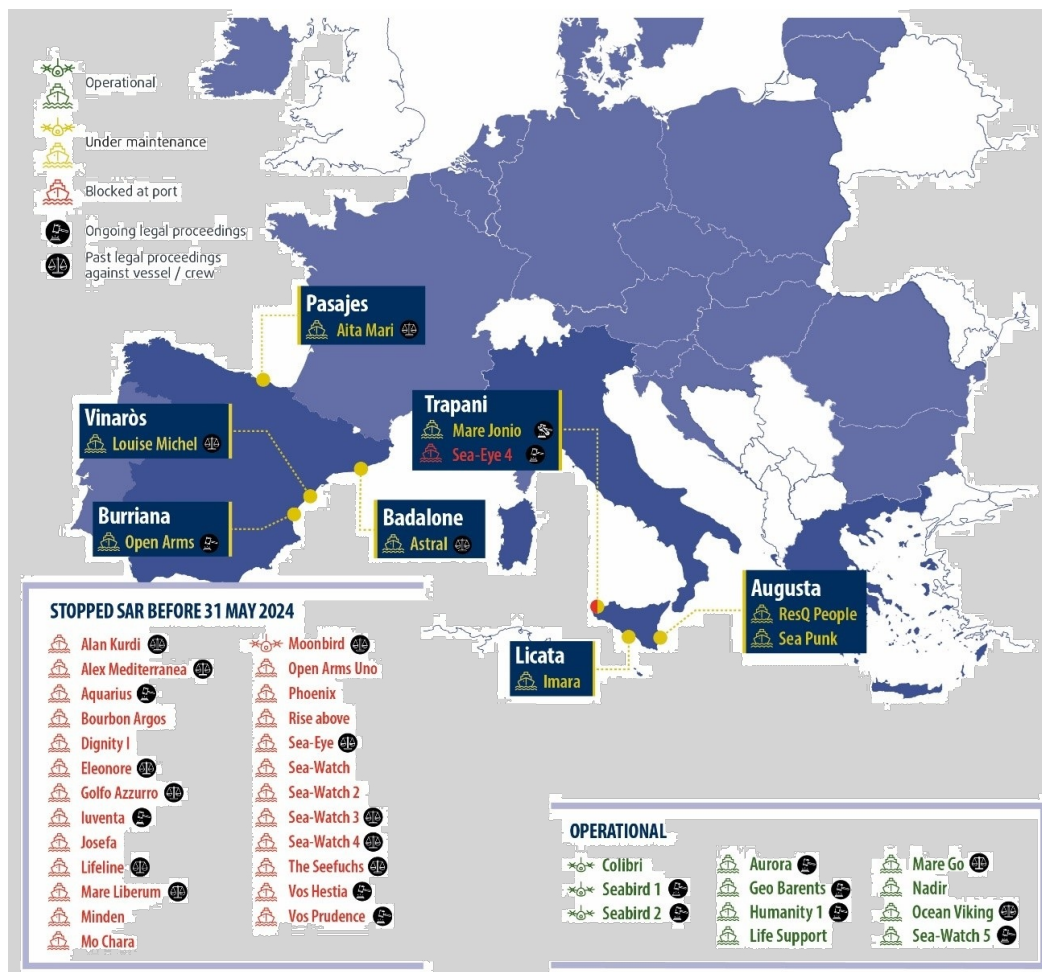 Operational
Under maintenance
Blocked at port
Ongoing legal proceedings
Past legal proceedings
against vessel / crew
Pasajes
Aita Mari
Vinaròs
Louise Michel
Burriana
Open Arms
Badalone
Astral
Trapani
Mare Jonio
Sea-Eye 4
Augusta
ResQ People
Sea Punk
Licata
Imara
STOPPED SAR BEFORE 31 MAY 2024
Alan Kurdi
Alex Mediterranea
Aquarius
Bourbon Argos
Dignity I
Eleonore
Golfo Azzurro
Iuventa
Josefa
Lifeline
Mare Liberum
Minden
Mo Chara
Moonbird
Open Arms Uno
Phoenix
Rise above
Sea-Eye
Sea-Watch
Sea-Watch 2
Sea-Watch 3
Sea-Watch 4
The Seefuchs
Vos Hestia
Vos Prudence
OPERATIONAL
Colibri
Seabird 1
Seabird 2
Aurora
Geo Barents
Humanity 1
Life Support
Mare Go
Nadir
Ocean Viking
Sea-Watch 5